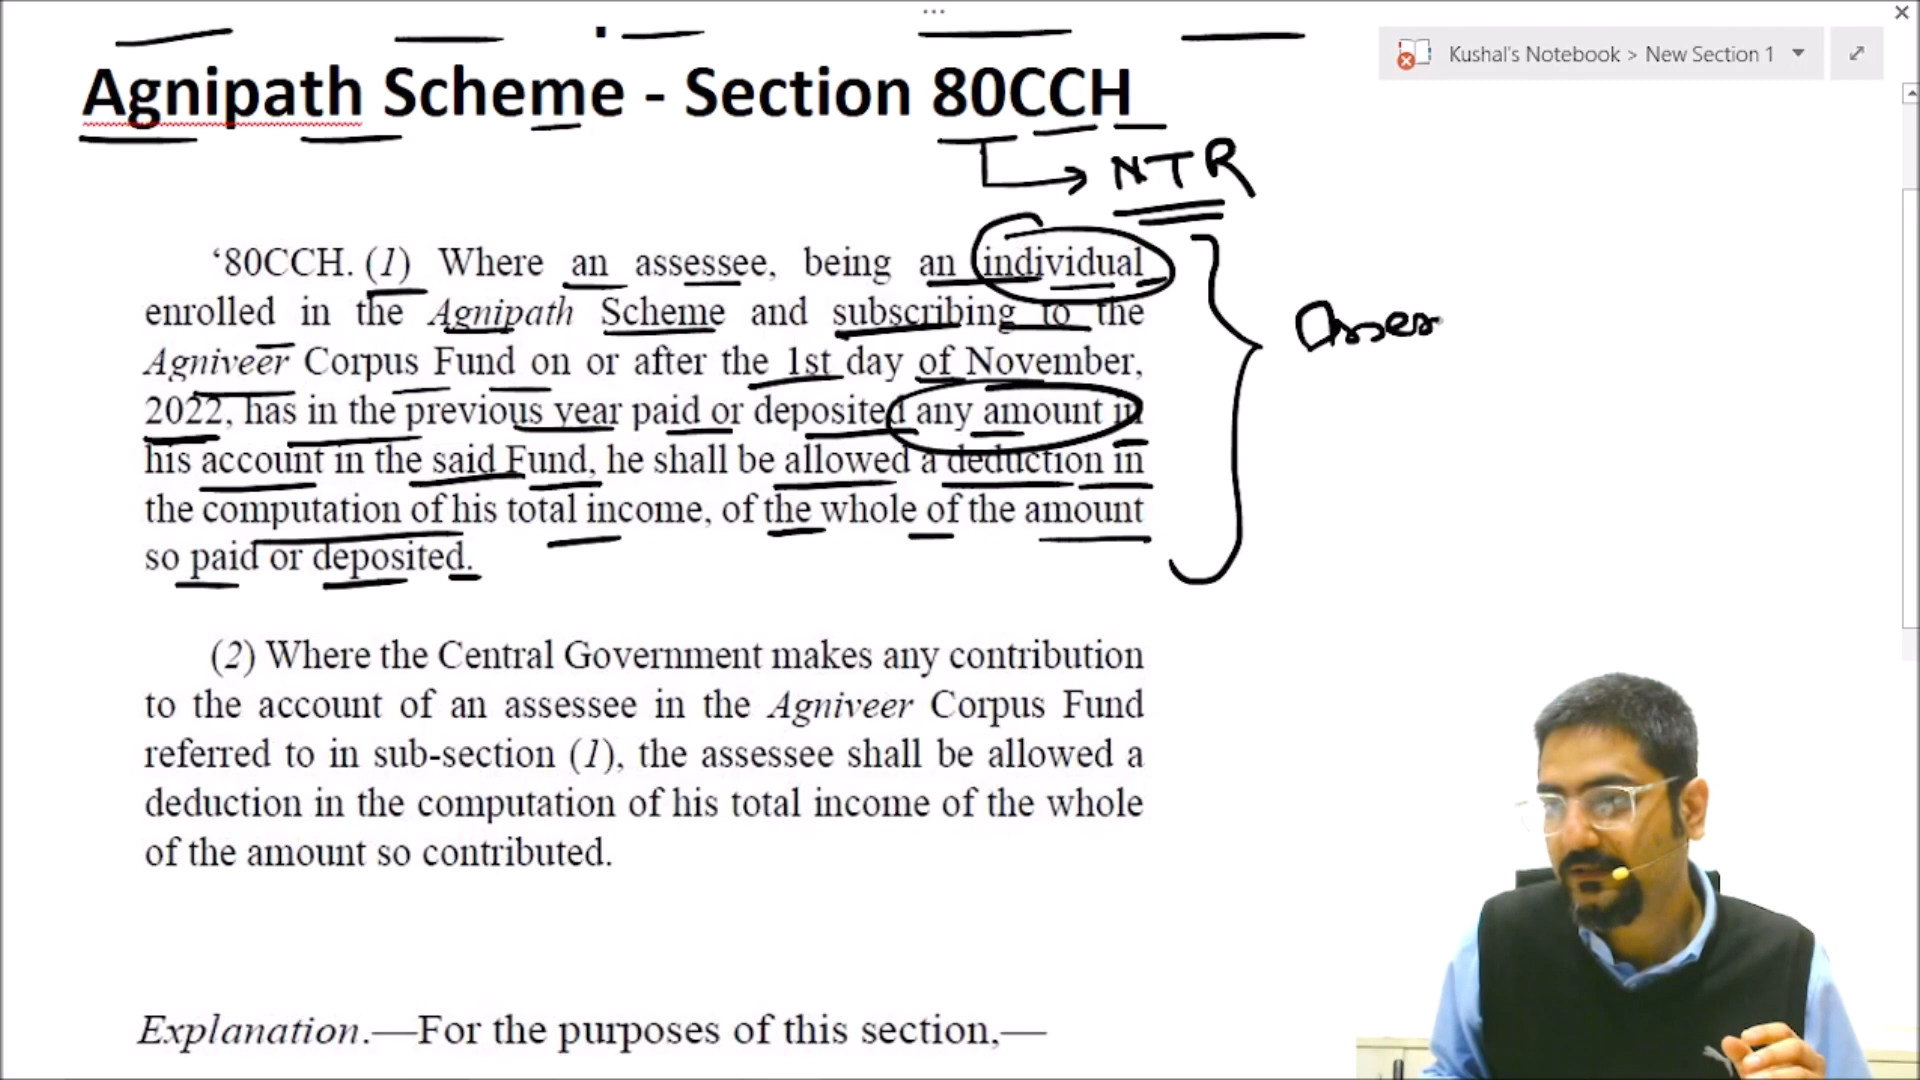 Kushal's Notebook > New Section 1
Agnipath Scheme - Section 80CCH
NTR
‘80CCH. (1) Where an assessee, being an individual
enrolled in the Agnipath Scheme and subscribing to the
Agniveer Corpus Fund on or after the 1st day of November,
2022, has in the previous year paid or deposited any amount in
his account in the said Fund, he shall be allowed a deduction in
the computation of his total income, of the whole of the amount
so paid or deposited.
(2) Where the Central Government makes any contribution
to the account of an assessee in the Agniveer Corpus Fund
referred to in sub-section (1), the assessee shall be allowed a
deduction in the computation of his total income of the whole
of the amount so contributed.
Explanation.—For the purposes of this section,—